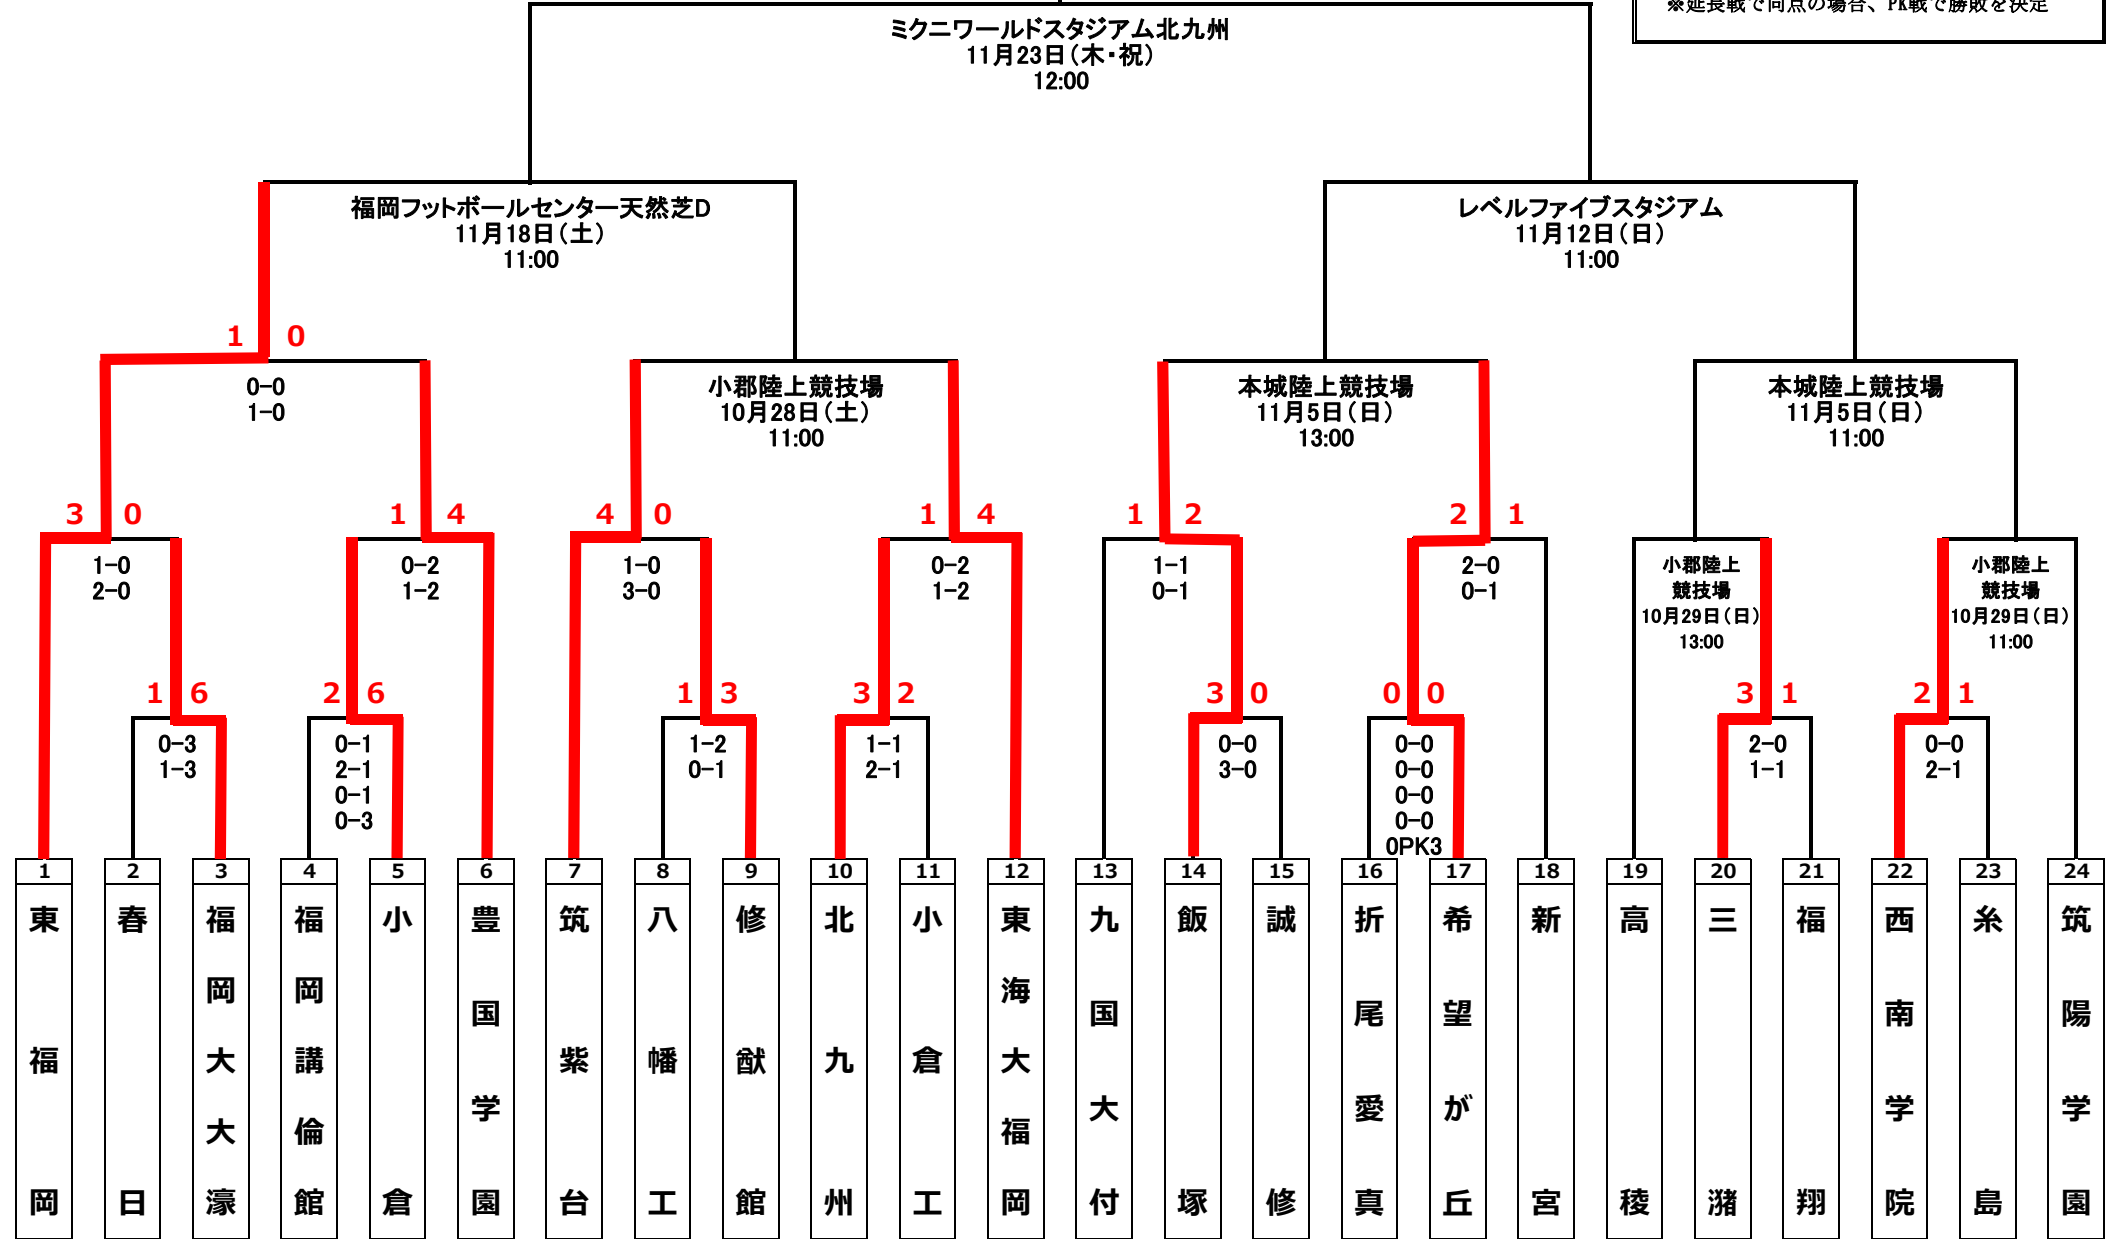 ※延長戦で同点の場合、PK戦で勝敗を決定
ミクニワールドスタジアム北九州
11月23日(木・祝)
12:00
福岡フットボールセンター天然芝D
11月18日(土)
11:00
レベルファイブスタジアム
11月12日(日)
11:00
1 0
0-0
1-0
小郡陸上競技場
10月28日(土)
11:00
本城陸上競技場
11月5日(日)
13:00
本城陸上競技場
11月5日(日)
11:00
3 0
1-0
2-0
1 4
0-2
1-2
4 0
1-0
3-0
1 4
0-2
1-2
1 2
1-1
0-1
2 1
2-0
0-1
小郡陸上
競技場
10月29日(日)
13:00
小郡陸上
競技場
10月29日(日)
11:00
1 6
0-3
1-3
2 6
0-1
2-1
0-1
0-3
1 3
1-2
0-1
3 2
1-1
2-1
3 0
0-0
3-0
0 0
0-0
0-0
0-0
0-0
0PK3
3 1
2-0
1-1
2 1
0-0
2-1
1
東福岡
2
春日
3
福岡大大濠
4
福岡講倫館
5
小倉
6
豊国学園
7
筑紫台
8
八幡工
9
修猷館
10
北九州
11
小倉工
12
東海大福岡
13
九国大付
14
飯塚
15
誠修
16
折尾愛真
17
希望が丘
18
新宮
19
高稜
20
三潴
21
福翔
22
西南学院
23
糸島
24
筑陽学園